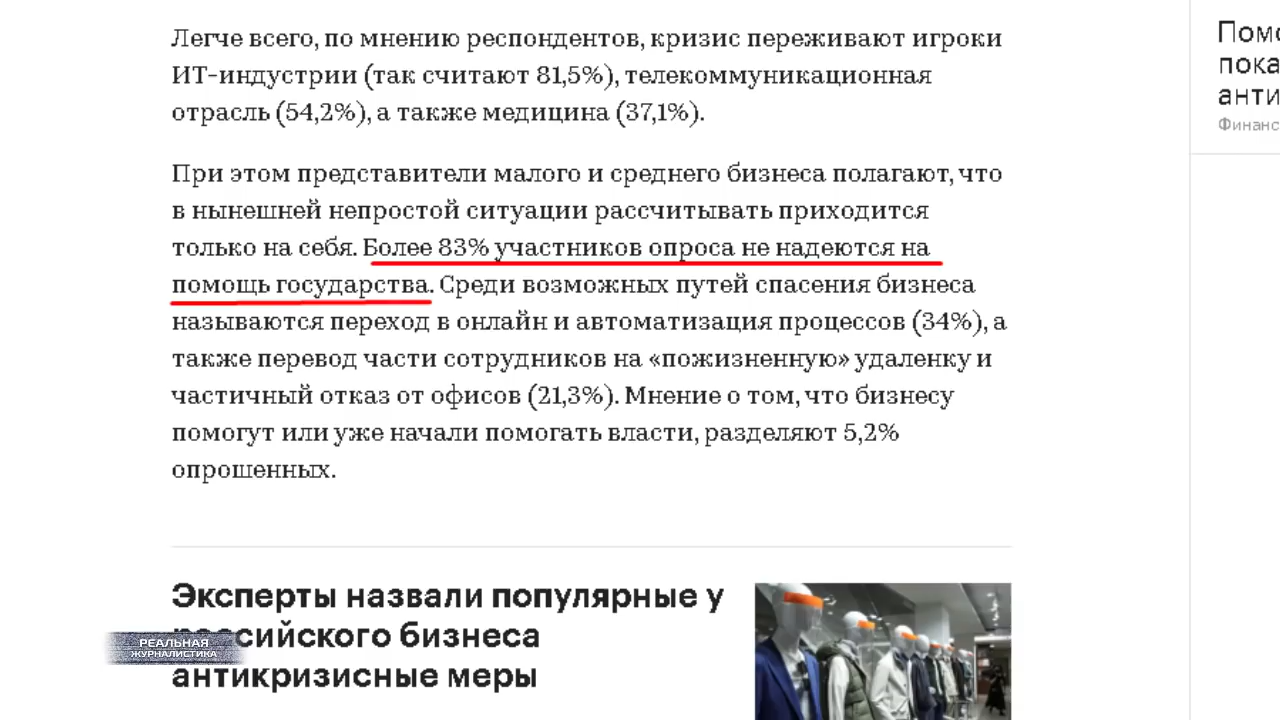 Легче всего, по мнению респондентов, кризис переживают игроки
ИТ-индустрии (так считают 81,5%), телекоммуникационная
отрасль (54,2%), а также медицина (37,1%).
При этом представители малого и среднего бизнеса полагают, что
в нынешней непростой ситуации рассчитывать приходится
только на себя. Более 83% участников опроса не надеются на
помощь государства. Среди возможных путей спасения бизнеса
называются переход в онлайн и автоматизация процессов (34%), а
также перевод части сотрудников на «пожизненную» удаленку и
частичный отказ от офисов (21,3%). Мнение о том, что бизнесу
помогут или уже начали помогать власти, разделяют 5,2%
опрошенных.
Эксперты назвали популярные у
российского бизнеса
антикризисные меры
РЕАЛЬНАЯ
ЖУРНАЛИСТИКА